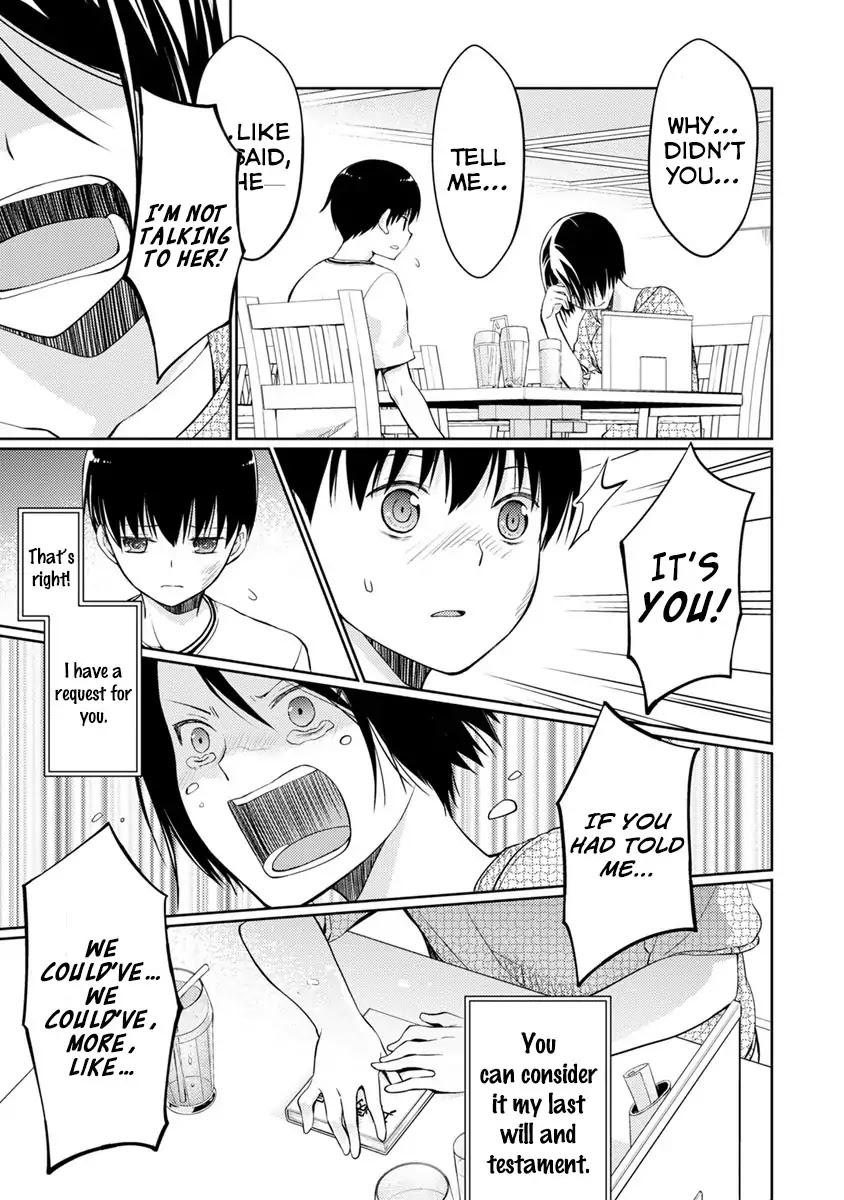 WHY...
DIDN'T
YOU...
TELL
ME...
.LIKE
SAID,
HE
I'M NOT
TALKING
TO HER!
IT'S
YOU!
That's
right!
I have a
request for
you.
IF YOU
HAD TOLD
ME...
WE
COULD'VE...
WE
COULD'VE,
MORE,
LIKE...
You
can consider
it my last
will and
testament.